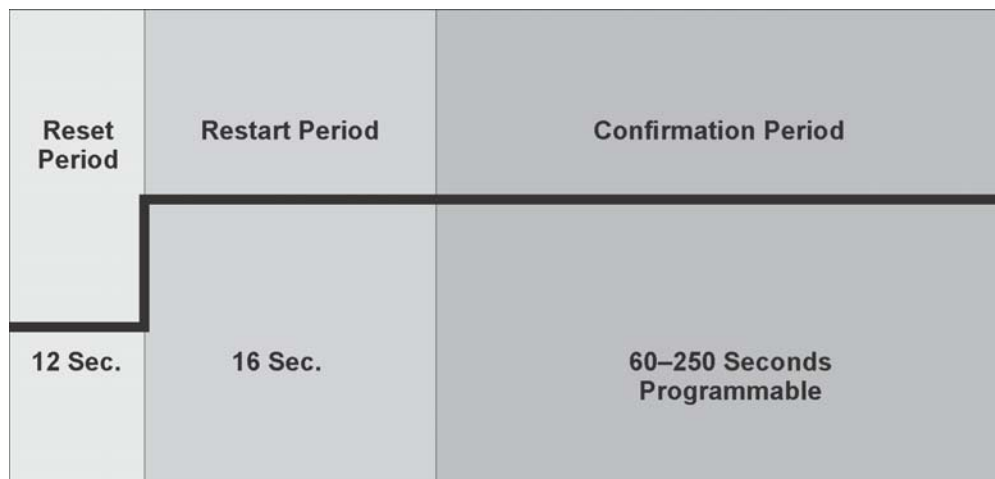 Reset
Period
Restart Period
Confirmation Period
12 Sec.
16 Sec.
60–250 Seconds
Programmable